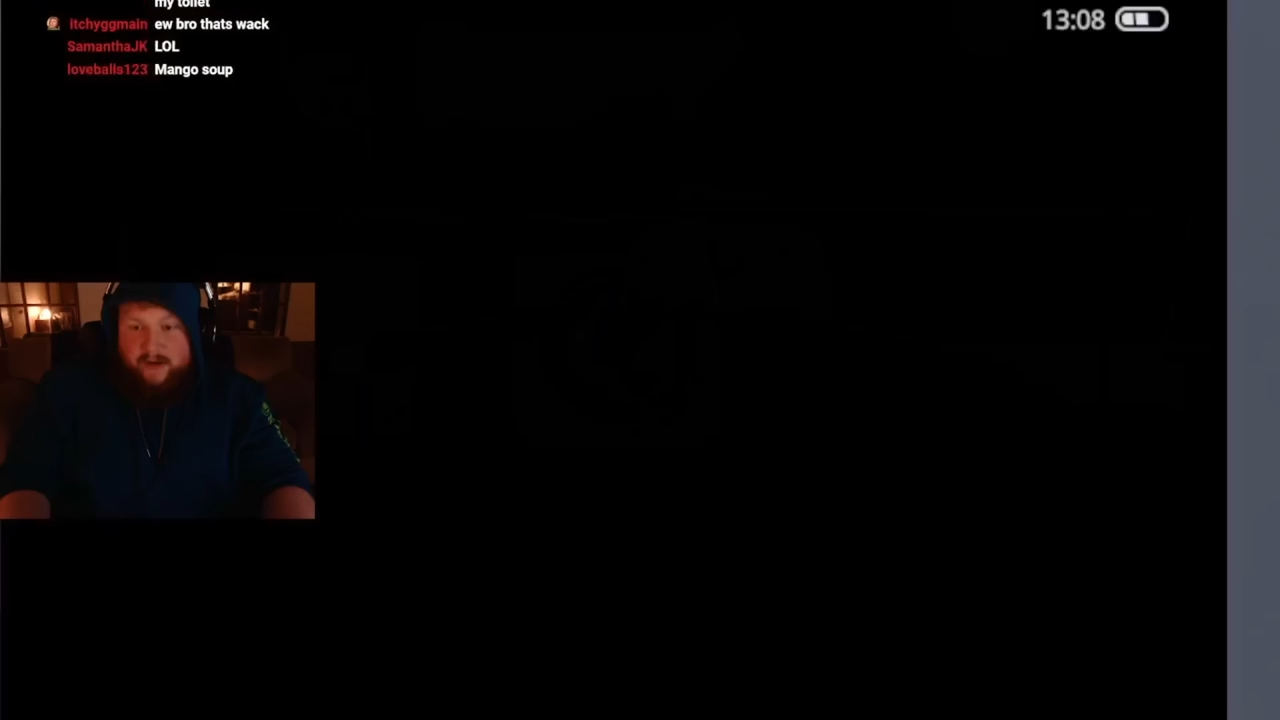 my toilet
itchyggmain ew bro thats wack
SamanthaJK LOL
loveballs123 Mango soup
13:08